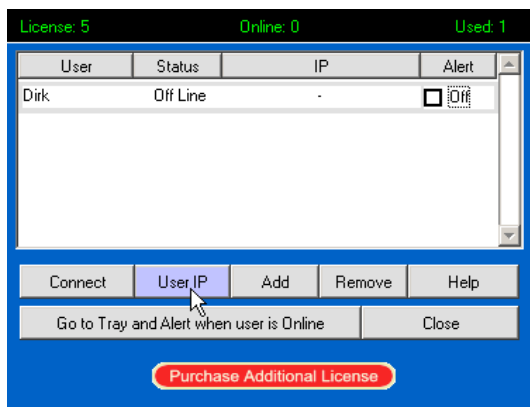 License: 5 Online: 0 Used: 1
User Status IP Alert
Dirk Off Line - Off
Connect User IP Add Remove Help
Go to Tray and Alert when user is Online Close
Purchase Additional License